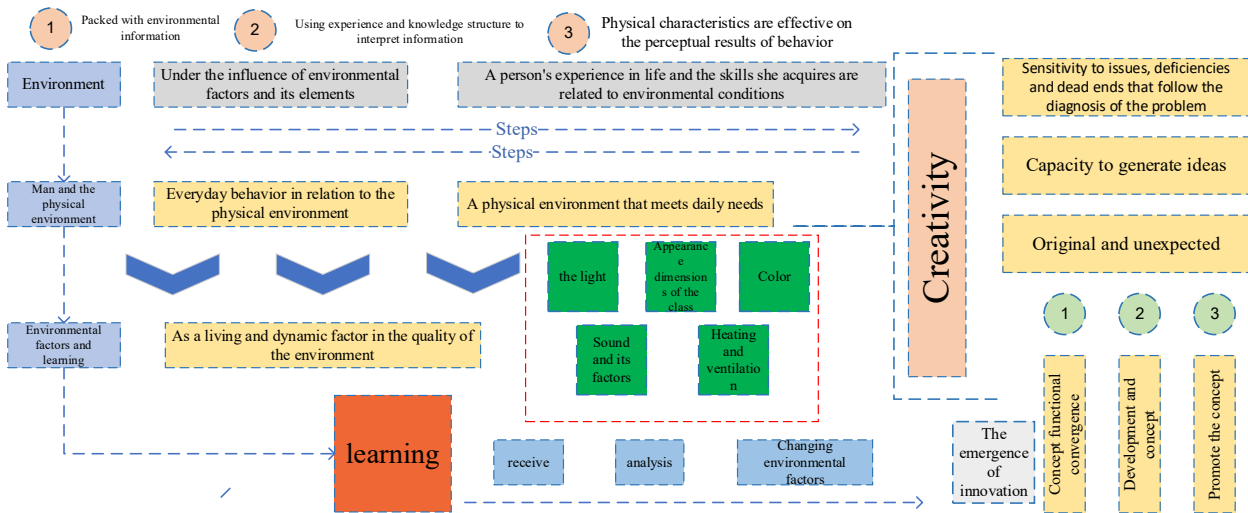 1
Packed with environmental
information
2
Using experience and knowledge structure to
interpret information
3
Physical characteristics are effective on
the perceptual results of behavior
Environment
Under the influence of environmental
factors and its elements
A person's experience in life and the skills she acquires are
related to environmental conditions
Steps
Steps
Man and the
physical
environment
Everyday behavior in relation to the
physical environment
A physical environment that meets daily needs
the light
Appearanc
e
dimension
s of the
class
Color
Sound
and its
factors
Heating
and
ventilatio
n
Environmental
factors and
learning
As a living and dynamic factor in the quality of
the environment
learning
receive
analysis
Changing
environmental
factors
Creativity
Sensitivity to issues, deficiencies
and dead ends that follow the
diagnosis of the problem
Capacity to generate ideas
Original and unexpected
1
2
3
The
emergence
of
innovation
Concept functional
convergence
Development and
concept
Promote the concept